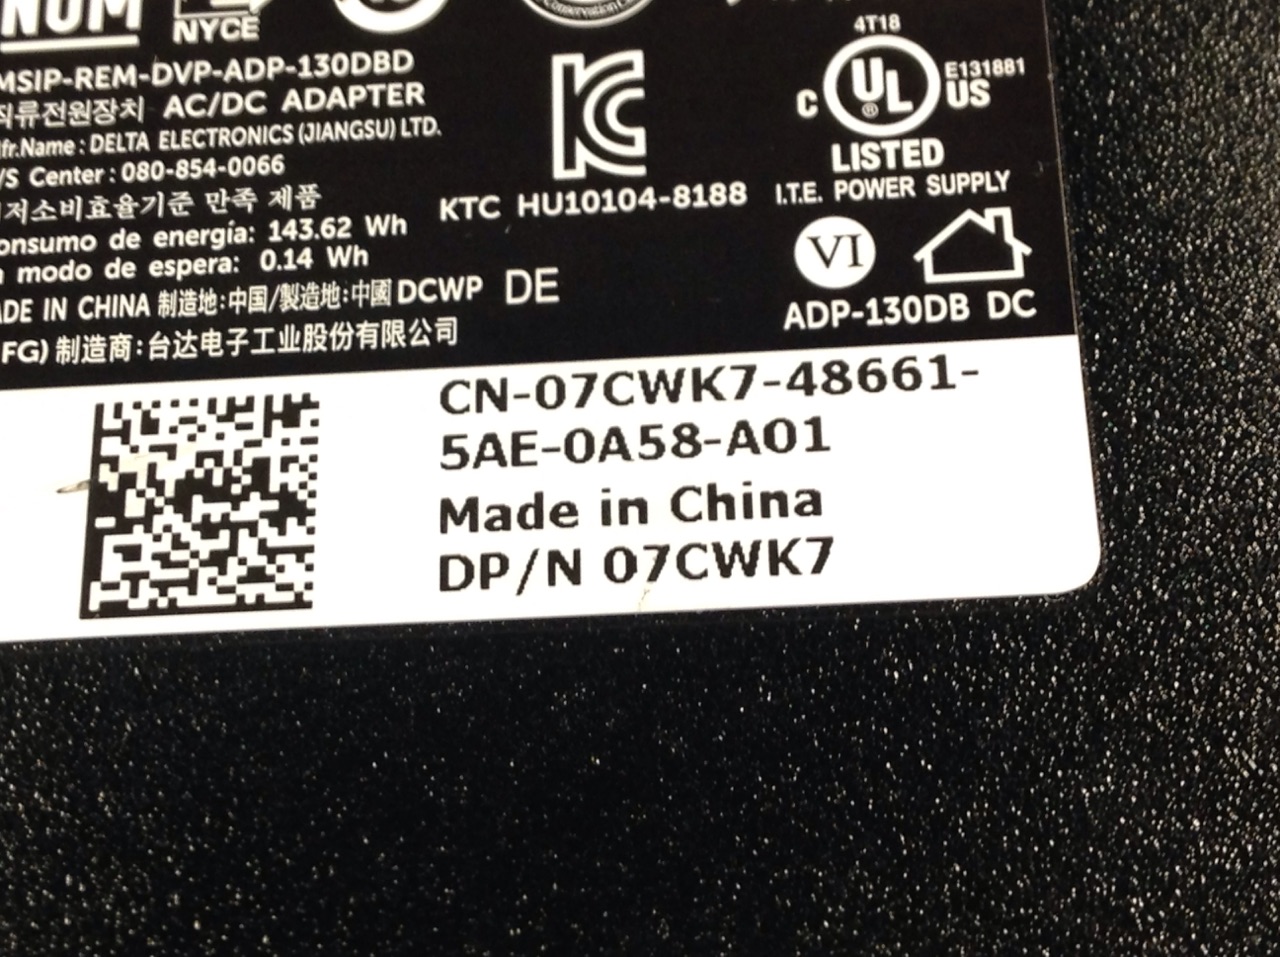 NOM
NYCE
MSIP-REM-DVP-ADP-130DBD
직류전원장치 AC/DC ADAPTER
fr.Name : DELTA ELECTRONICS (JIANGSU) LTD.
/S Center : 080-854-0066
저소비효율기준 만족 제품
onsumo de energía: 143.62 Wh
modo de espera: 0.14 Wh
ADE IN CHINA 制造地:中国/製造地:中國 DCWP DE
FG) 制造商:台达电子工业股份有限公司
KTC HU10104-8188
4T18
C UL ® US
E131881
LISTED
I.T.E. POWER SUPPLY
VI
ADP-130DB DC
CN-07CWK7-48661-
5AE-0A58-A01
Made in China
DP/N 07CWK7